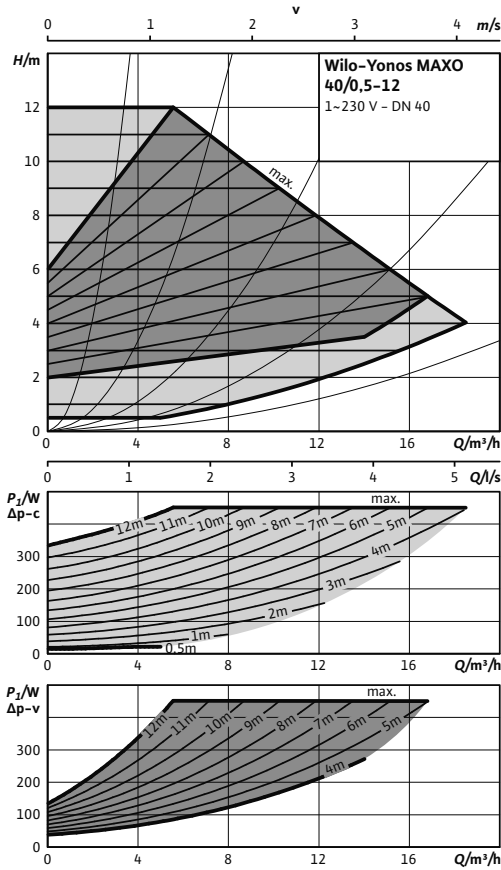 v
0 1 2 3 4 m/s
H/m
Wilo-Yonos MAXO
40/0,5-12
1~230 V - DN 40
12
10
max.
8
6
4
2
0
0 4 8 12 16 Q/m³/h
0 1 2 3 4 5 Q/l/s
P₁/W
Δp-c
max.
12m 11m 10m 9m 8m 7m 6m 5m
4m
300
3m
200
2m
100
1m
0,5m
0
0 4 8 12 16 Q/m³/h
P₁/W
Δp-v
max.
12m 11m 10m 9m 8m 7m 6m 5m
300
4m
200
100
0
0 4 8 12 16 Q/m³/h